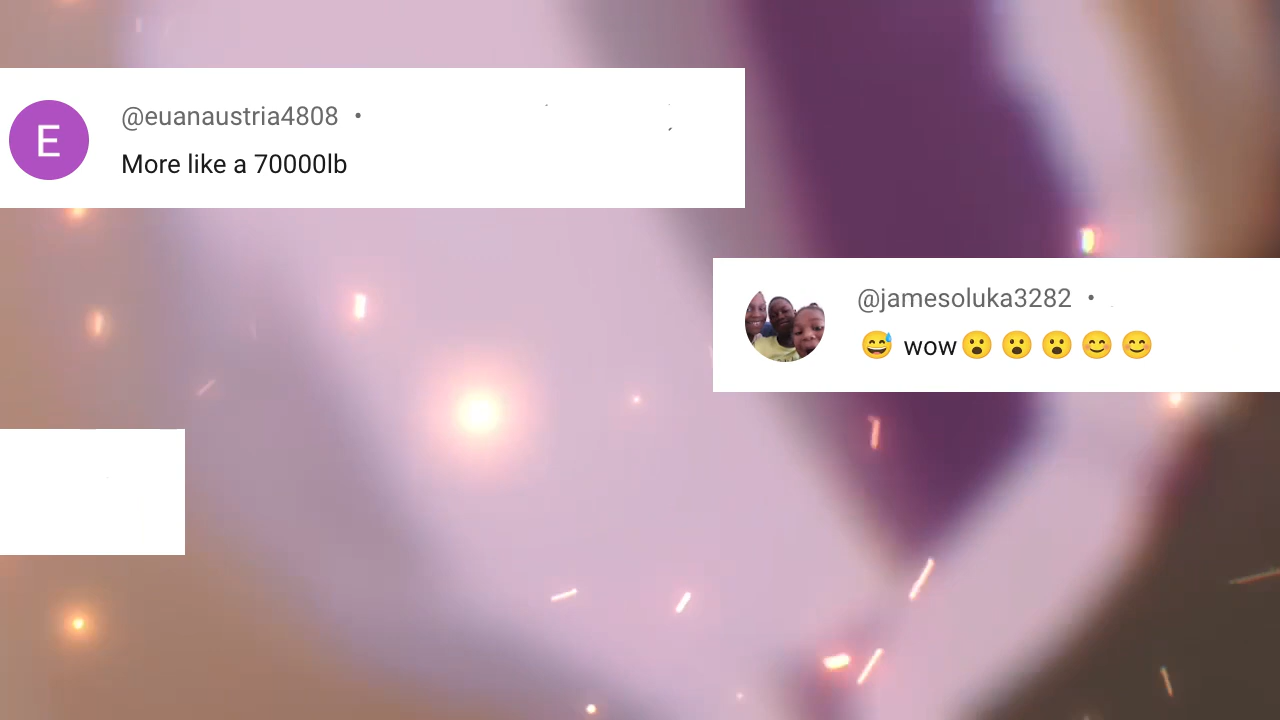 E
@euanaustria4808 •
More like a 70000lb
@jamesoluka3282 •
😅 wow😮😮😮😊😊